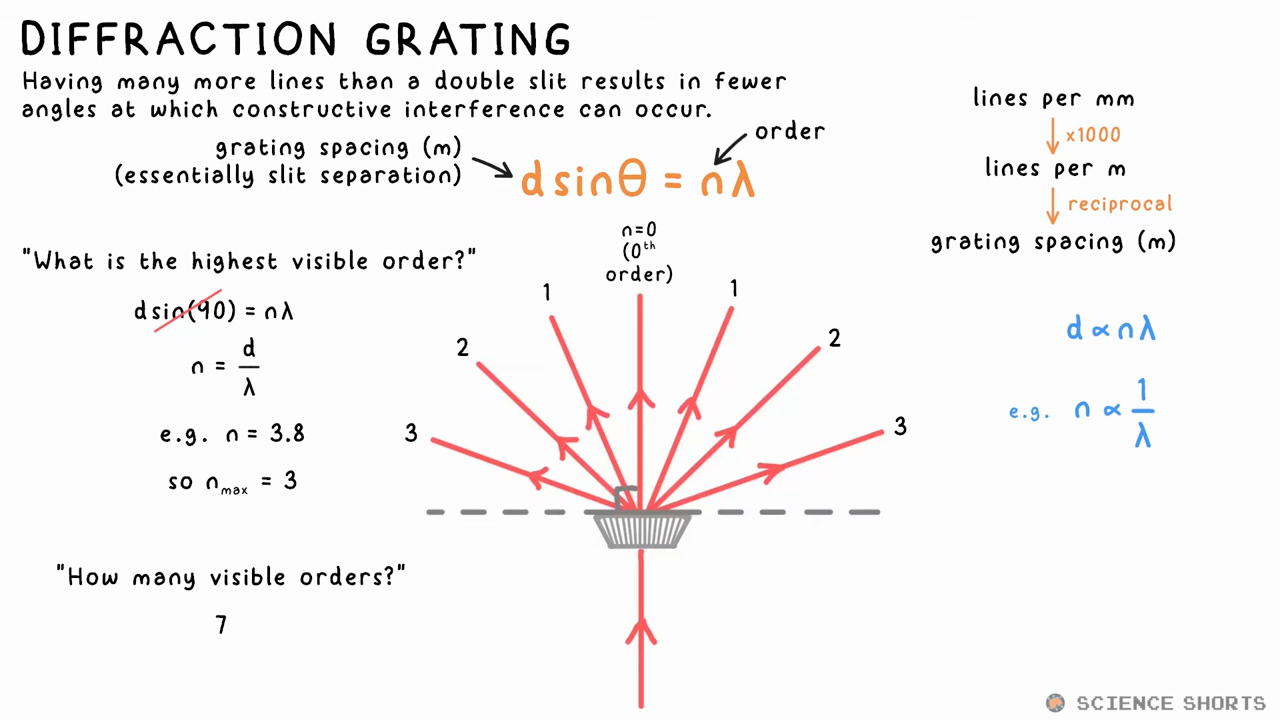 DIFFRACTION GRATING
Having many more lines than a double slit results in fewer
angles at which constructive interference can occur.
grating spacing (m)
(essentially slit separation)
dsinθ = nλ
order
lines per mm
x1000
lines per m
reciprocal
grating spacing (m)
"What is the highest visible order?"
dsin(90) = nλ
n = d/λ
e.g. n = 3.8
so nmax = 3
"How many visible orders?"
7
n=0
(0th
order)
1
1
2
2
3
3
d ∝ nλ
e.g. n ∝ 1/λ
SCIENCE SHORTS